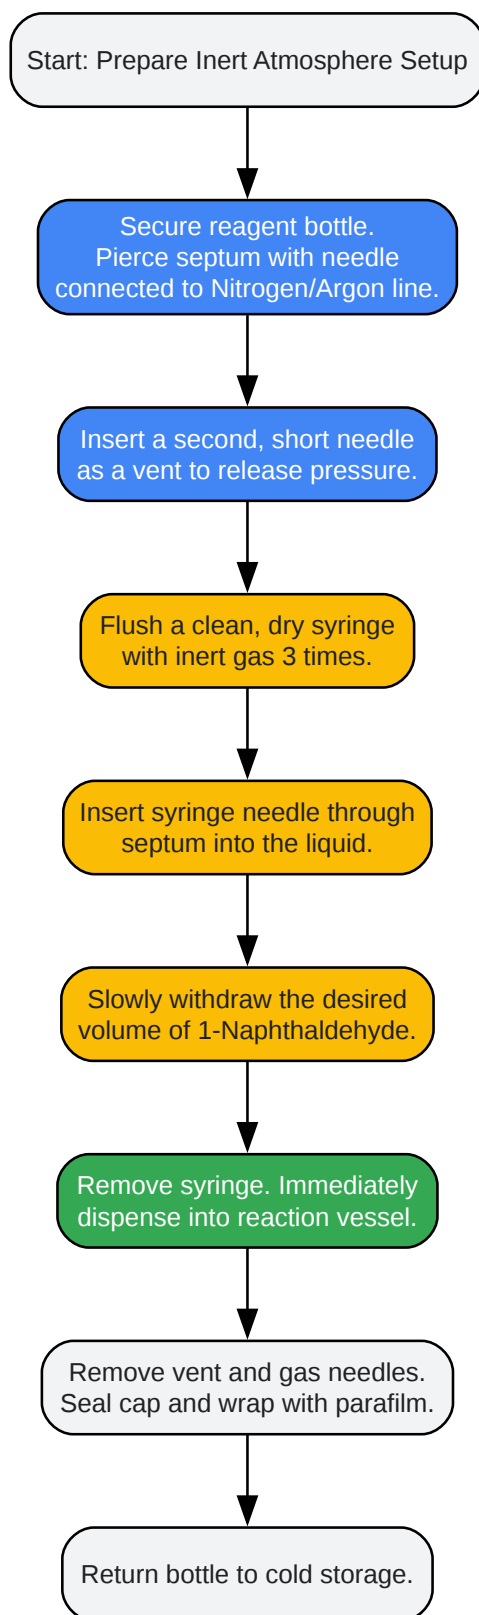 Start: Prepare Inert Atmosphere Setup
Secure reagent bottle.
Pierce septum with needle
connected to Nitrogen/Argon line.
Insert a second, short needle
as a vent to release pressure.
Flush a clean, dry syringe
with inert gas 3 times.
Insert syringe needle through
septum into the liquid.
Slowly withdraw the desired
volume of 1-Naphthaldehyde.
Remove syringe. Immediately
dispense into reaction vessel.
Remove vent and gas needles.
Seal cap and wrap with parafilm.
Return bottle to cold storage.